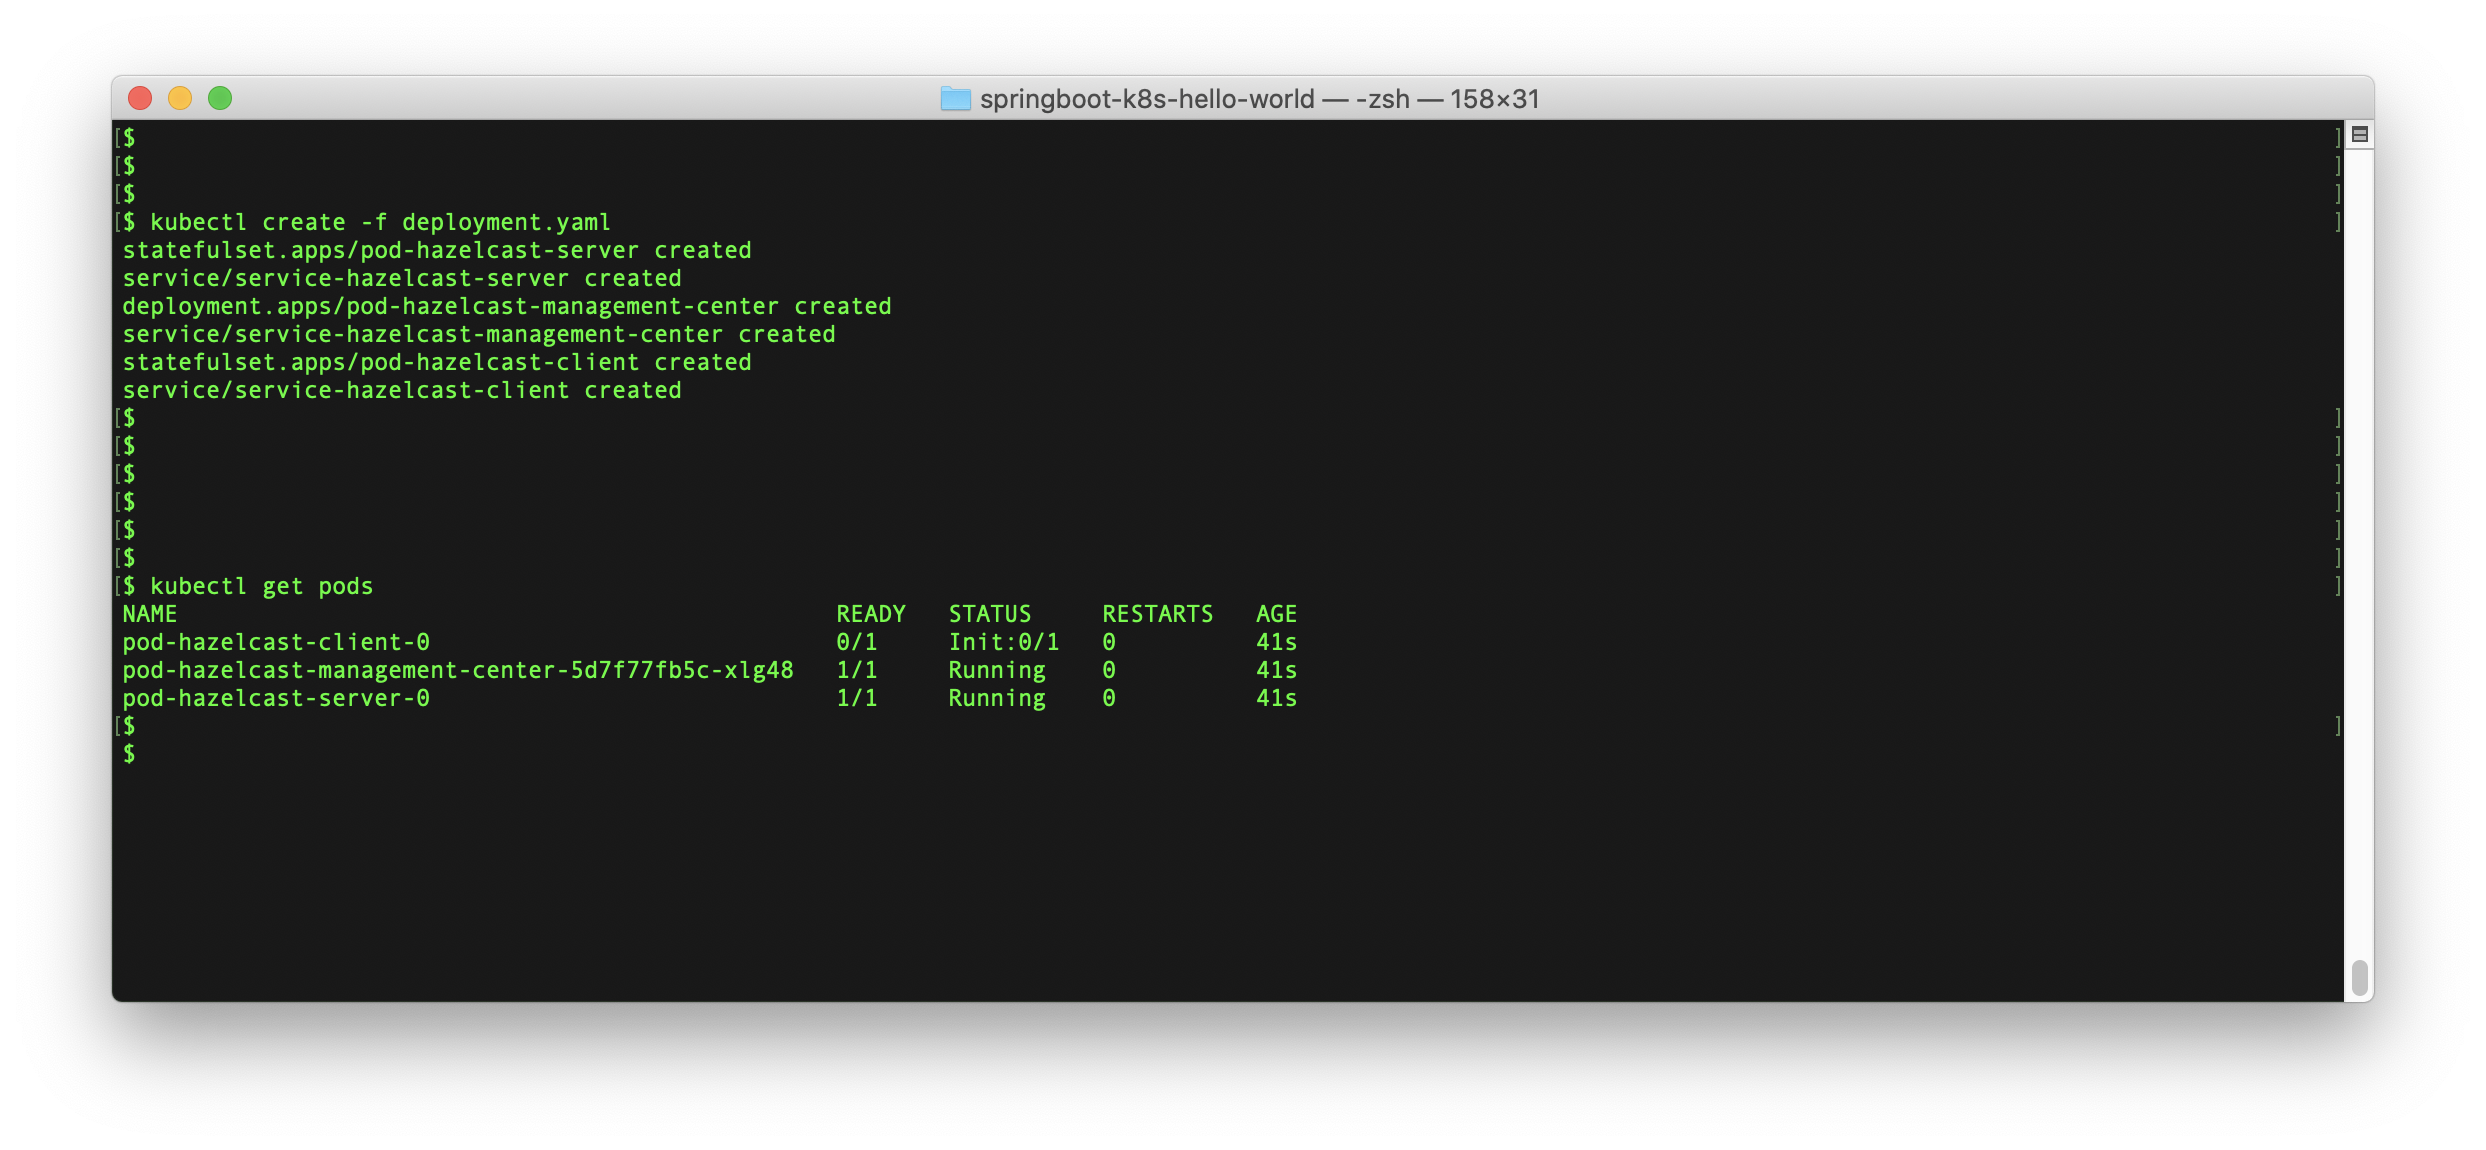 springboot-k8s-hello-world — -zsh — 158×31
[$ ]
[$ ]
[$ ]
[$ kubectl create -f deployment.yaml ]
statefulset.apps/pod-hazelcast-server created
service/service-hazelcast-server created
deployment.apps/pod-hazelcast-management-center created
service/service-hazelcast-management-center created
statefulset.apps/pod-hazelcast-client created
service/service-hazelcast-client created
[$ ]
[$ ]
[$ ]
[$ ]
[$ ]
[$ ]
[$ kubectl get pods ]
NAME READY STATUS RESTARTS AGE
pod-hazelcast-client-0 0/1 Init:0/1 0 41s
pod-hazelcast-management-center-5d7f77fb5c-xlg48 1/1 Running 0 41s
pod-hazelcast-server-0 1/1 Running 0 41s
[$ ]
$